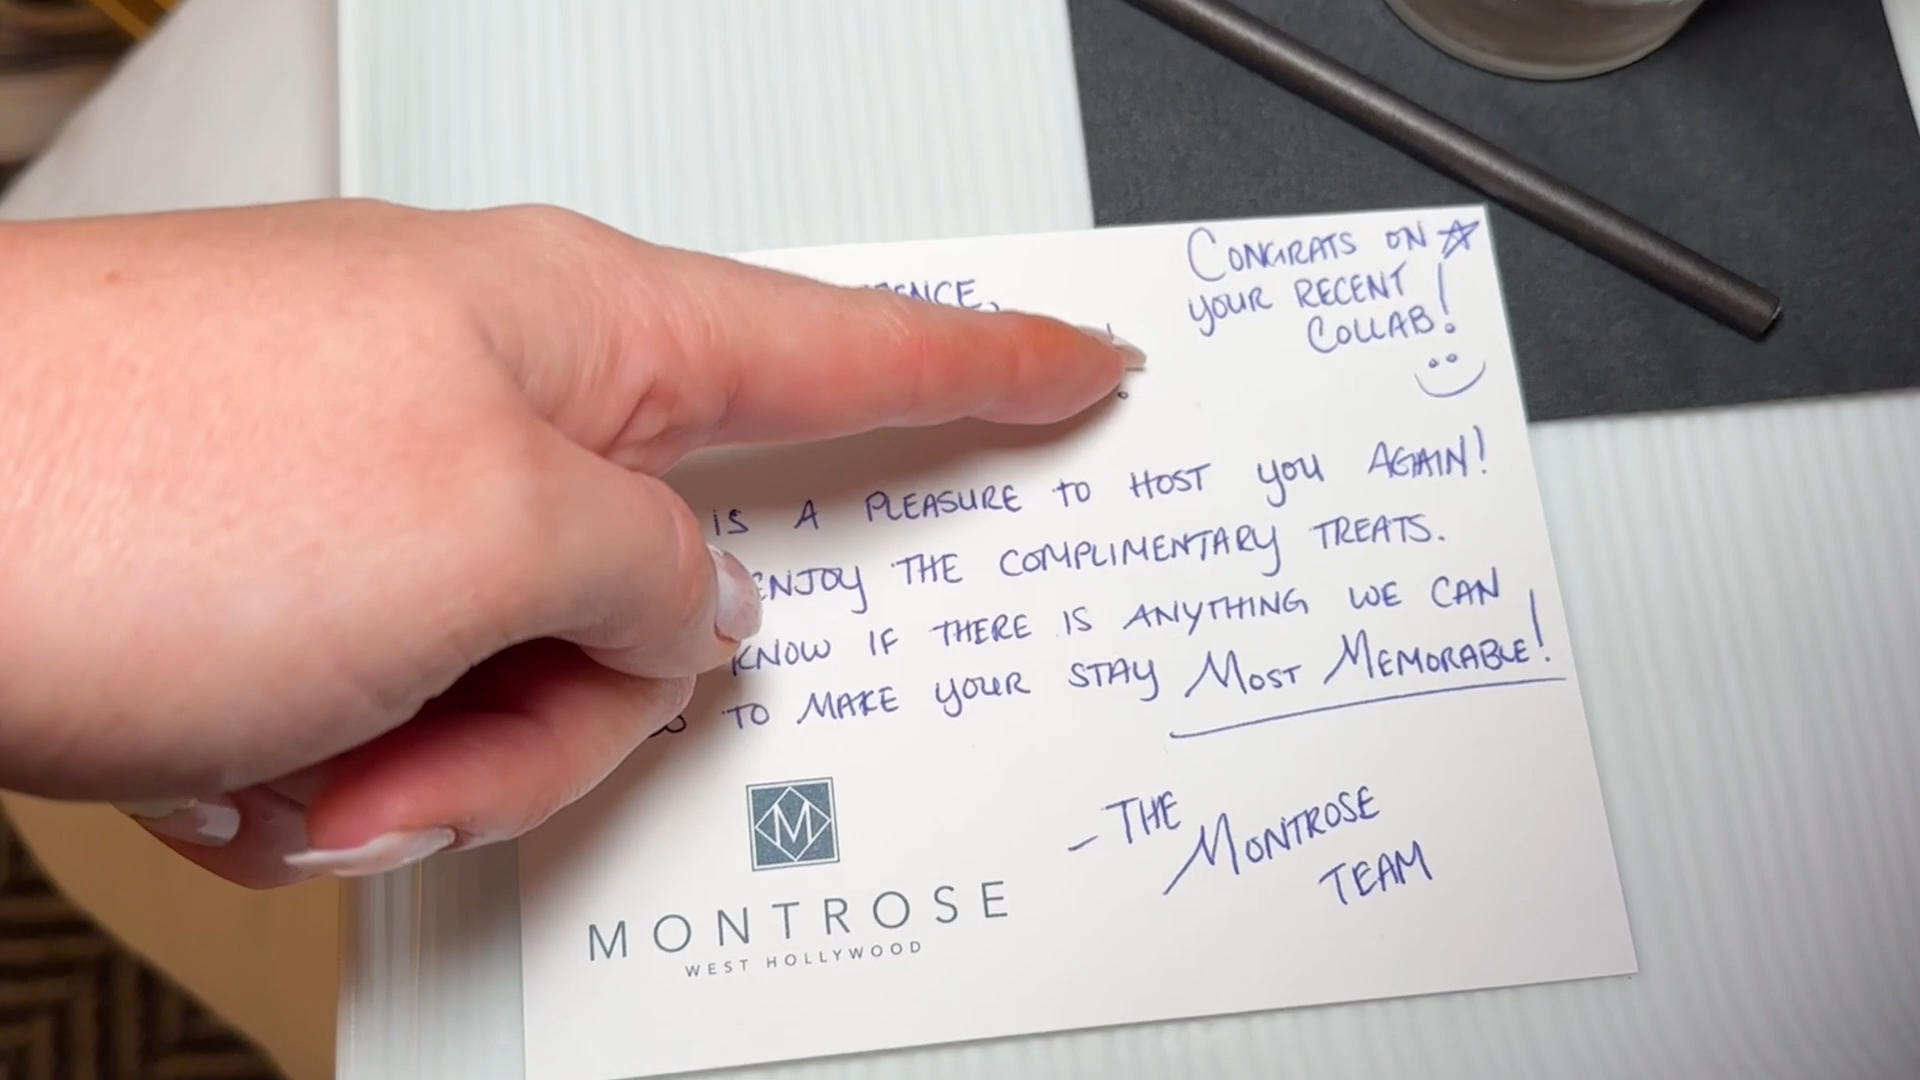 CONGRATS ON
YOUR RECENT
COLLAB!
IS A PLEASURE TO HOST YOU AGAIN!
ENJOY THE COMPLIMENTARY TREATS.
KNOW IF THERE IS ANYTHING WE CAN
TO MAKE YOUR STAY MOST MEMORABLE!
- THE
MONTROSE
TEAM
M
MONTROSE
WEST HOLLYWOOD